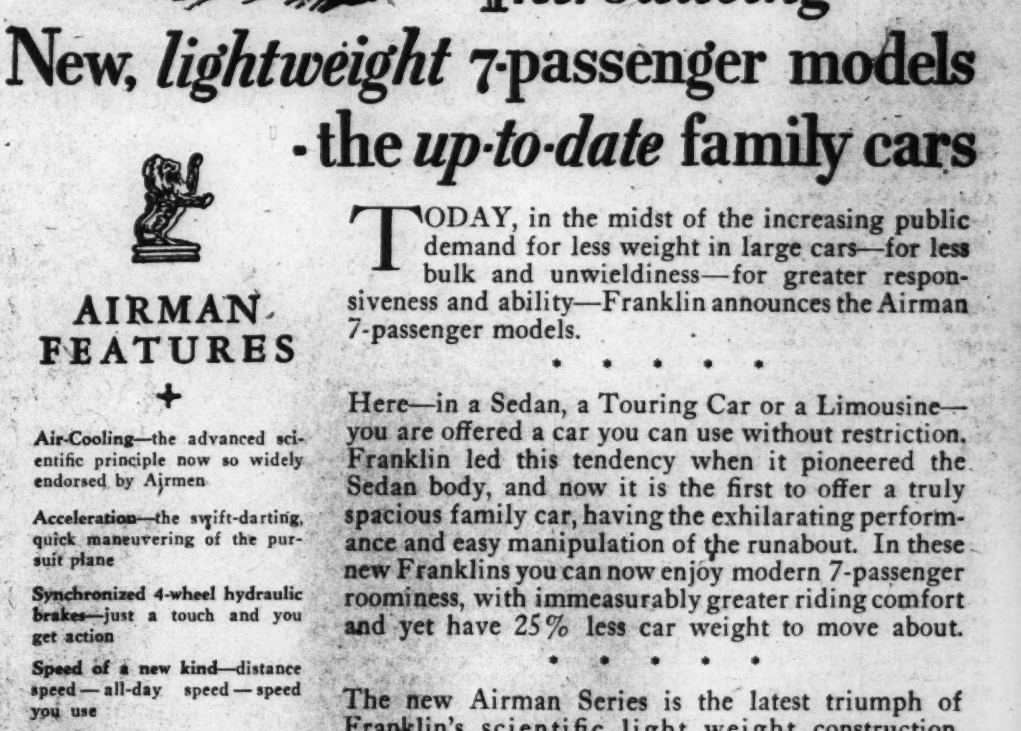 New, lightweight 7-passenger models
- the up-to-date family cars
AIRMAN
FEATURES
Air-Cooling—the advanced sci-
entific principle now so widely
endorsed by Airmen
Acceleration—the swift-darting,
quick maneuvering of the pur-
suit plane
Synchronized 4-wheel hydraulic
brakes—just a touch and you
get action
Speed of a new kind—distance
speed — all-day speed — speed
you use
TODAY, in the midst of the increasing public
demand for less weight in large cars—for less
bulk and unwieldiness—for greater respon-
siveness and ability—Franklin announces the Airman
7-passenger models.
* * * * *
Here—in a Sedan, a Touring Car or a Limousine—
you are offered a car you can use without restriction.
Franklin led this tendency when it pioneered the
Sedan body, and now it is the first to offer a truly
spacious family car, having the exhilarating perform-
ance and easy manipulation of the runabout. In these
new Franklins you can now enjoy modern 7-passenger
roominess, with immeasurably greater riding comfort
and yet have 25% less car weight to move about.
* * * * *
The new Airman Series is the latest triumph of
Franklin's scientific light weight construction